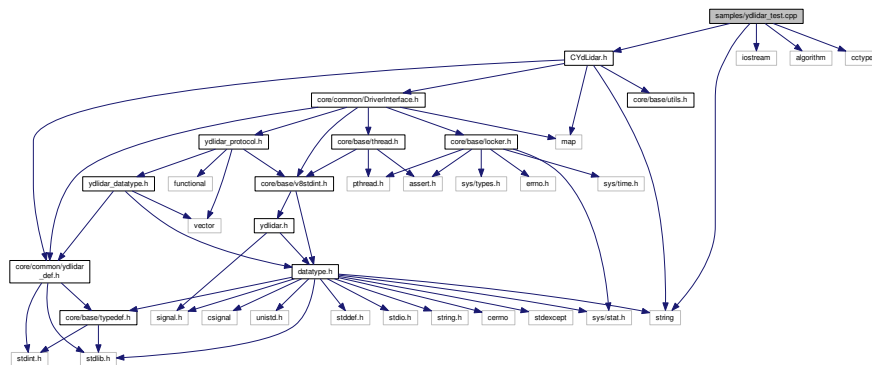 samples/ydlidar_test.cpp
CYdLidar.h
iostream
algorithm
cctype
core/common/DriverInterface.h
core/base/utils.h
ydlidar_protocol.h
core/base/thread.h
core/base/locker.h
map
ydlidar_datatype.h
functional
core/base/v8stdint.h
pthread.h
assert.h
sys/types.h
errno.h
sys/time.h
vector
ydlidar.h
core/common/ydlidar
_def.h
datatype.h
core/base/typedef.h
signal.h
csignal
unistd.h
stddef.h
stdio.h
string.h
cerrno
stdexcept
sys/stat.h
string
stdint.h
stdlib.h